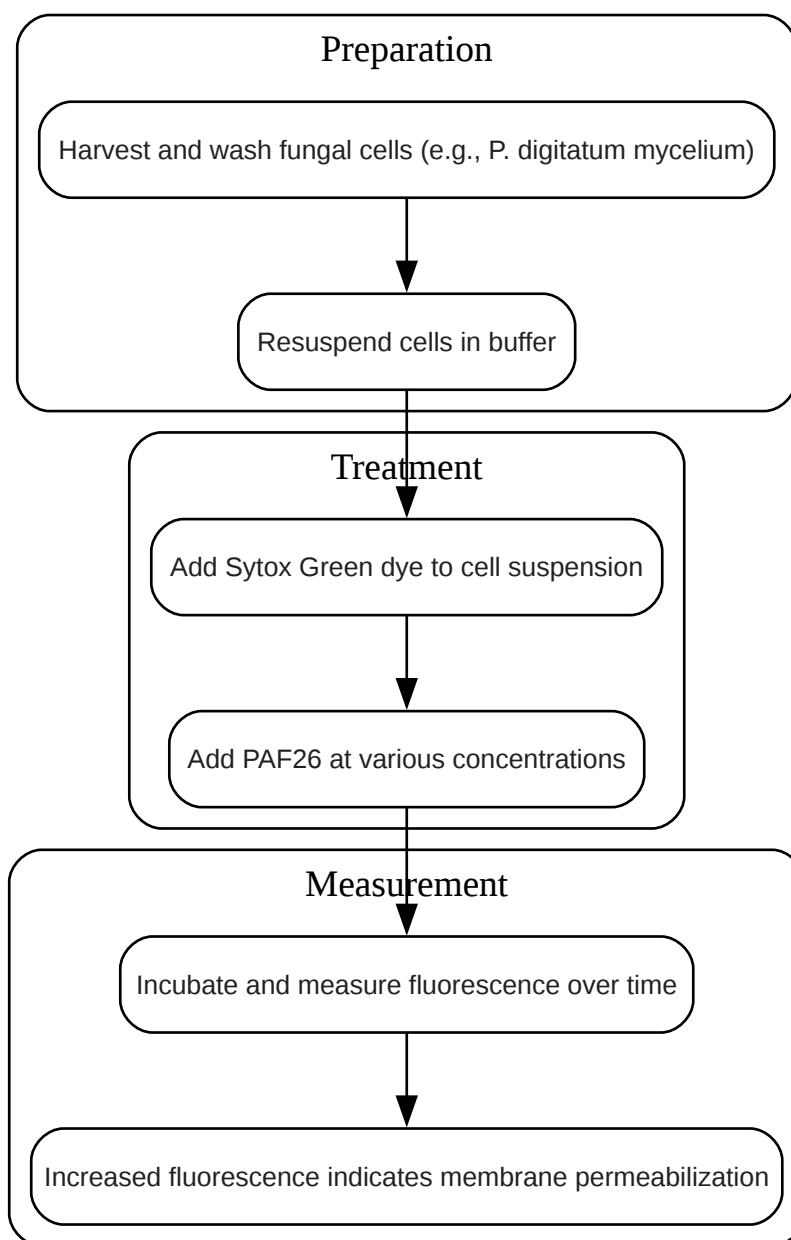 Preparation
Harvest and wash fungal cells (e.g., P. digitatum mycelium)
Resuspend cells in buffer
Treatment
Add Sytox Green dye to cell suspension
Add PAF26 at various concentrations
Measurement
Incubate and measure fluorescence over time
Increased fluorescence indicates membrane permeabilization